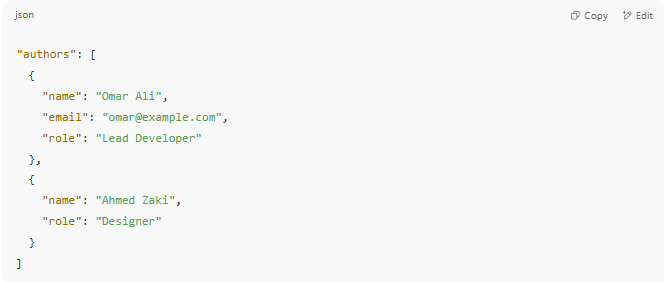 json
Copy
Edit
"authors": [
  {
    "name": "Omar Ali",
    "email": "omar@example.com",
    "role": "Lead Developer"
  },
  {
    "name": "Ahmed Zaki",
    "role": "Designer"
  }
]